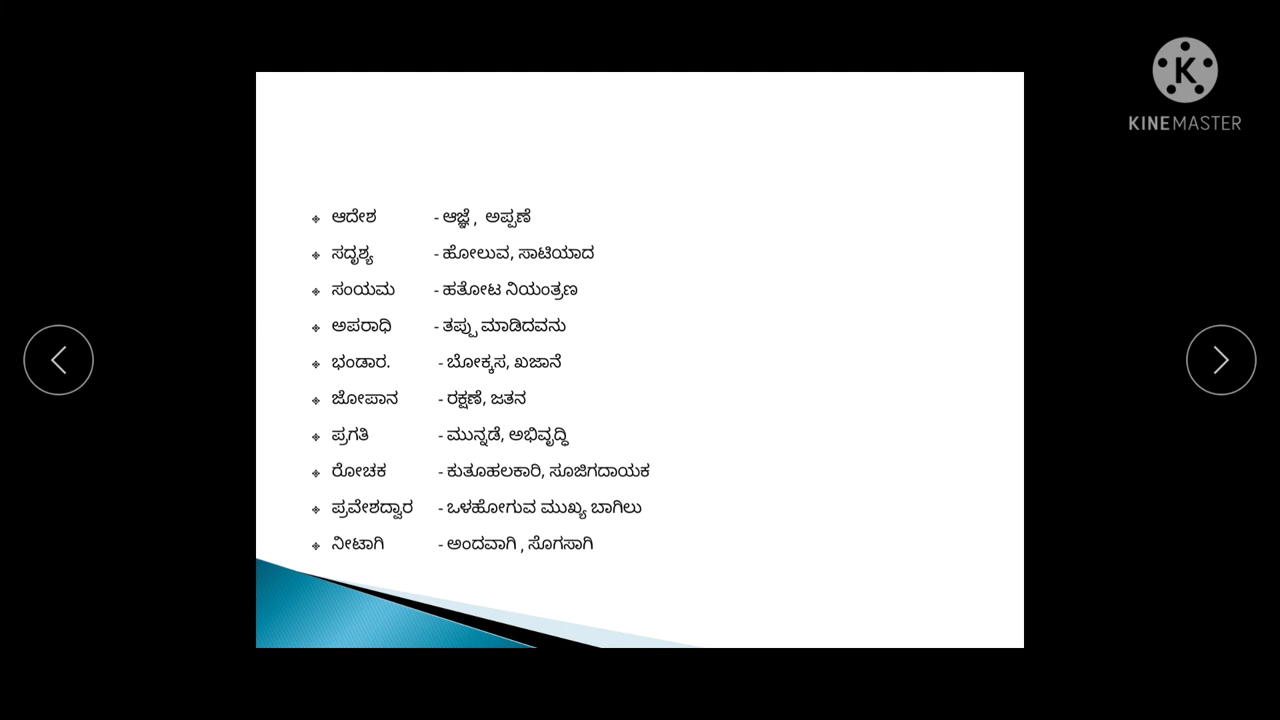 KINEMASTER
ಆದೇಶ - ಆಜ್ಞೆ , ಅಪ್ಪಣೆ
ಸದೃಶ್ಯ - ಹೋಲುವ, ಸಾಟಿಯಾದ
ಸಂಯಮ - ಹತೋಟಿ ನಿಯಂತ್ರಣ
ಅಪರಾಧಿ - ತಪ್ಪು ಮಾಡಿದವನು
ಭಂಡಾರ. - ಬೋಕ್ಕಸ, ಖಜಾನೆ
ಜೋಪಾನ - ರಕ್ಷಣೆ, ಜತನ
ಪ್ರಗತಿ - ಮುನ್ನಡೆ, ಅಭಿವೃದ್ಧಿ
ರೋಚಕ - ಕುತೂಹಲಕಾರಿ, ಸೂಜಿಗದಾಯಕ
ಪ್ರವೇಶದ್ವಾರ - ಒಳಹೋಗುವ ಮುಖ್ಯ ಬಾಗಿಲು
ನೀಟಾಗಿ - ಅಂದವಾಗಿ , ಸೊಗಸಾಗಿ